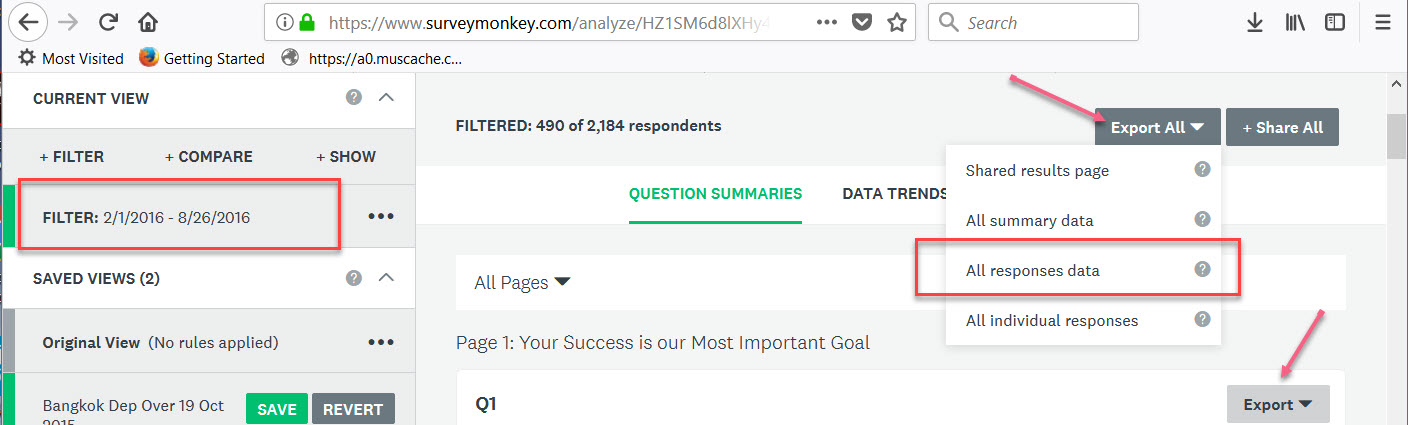 https://www.surveymonkey.com/analyze/HZ1SM6d8lXHy
Search
Most Visited
Getting Started
https://a0.muscache.c...
CURRENT VIEW
+ FILTER
+ COMPARE
+ SHOW
FILTER: 2/1/2016 - 8/26/2016
SAVED VIEWS (2)
Original View (No rules applied)
Bangkok Dep Over 19 Oct
2015
SAVE
REVERT
FILTERED: 490 of 2,184 respondents
Export All
+ Share All
Shared results page
All summary data
All responses data
All individual responses
QUESTION SUMMARIES
DATA TRENDS
All Pages
Page 1: Your Success is our Most Important Goal
Q1
Export